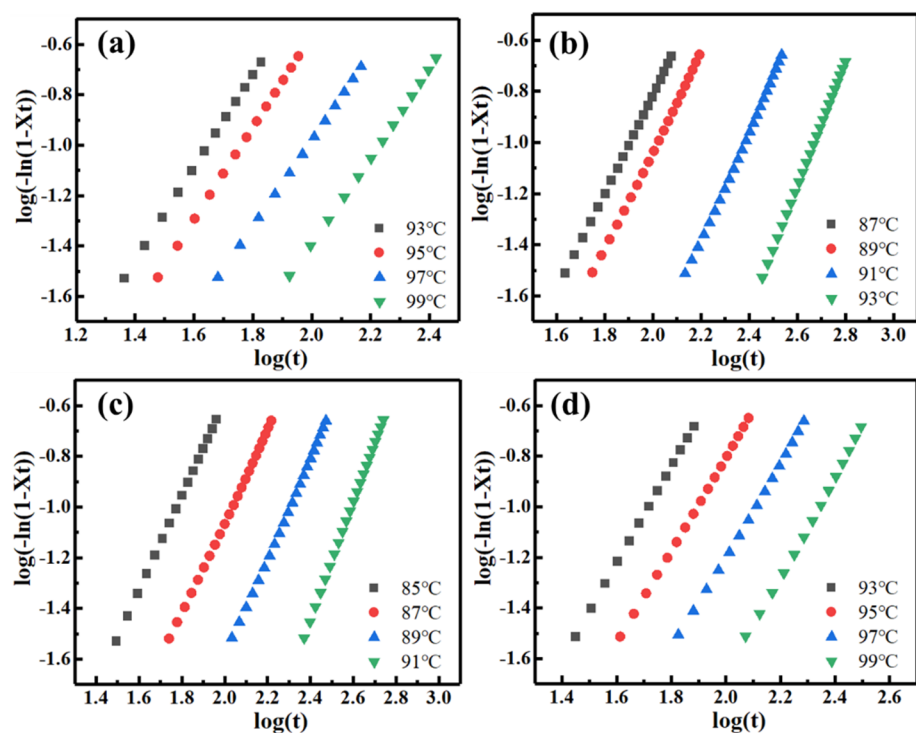 (a)
log(-ln(1-Xt))
-0.6
-0.8
-1.0
-1.2
-1.4
-1.6
93℃
95℃
97℃
99℃
1.2 1.4 1.6 1.8 2.0 2.2 2.4
log(t)
(b)
log(-ln(1-Xt))
-0.6
-0.8
-1.0
-1.2
-1.4
-1.6
87℃
89℃
91℃
93℃
1.6 1.8 2.0 2.2 2.4 2.6 2.8 3.0
log(t)
(c)
log(-ln(1-Xt))
-0.6
-0.8
-1.0
-1.2
-1.4
-1.6
85℃
87℃
89℃
91℃
1.4 1.6 1.8 2.0 2.2 2.4 2.6 2.8 3.0
log(t)
(d)
log(-ln(1-Xt))
-0.6
-0.8
-1.0
-1.2
-1.4
-1.6
93℃
95℃
97℃
99℃
1.4 1.6 1.8 2.0 2.2 2.4 2.6
log(t)